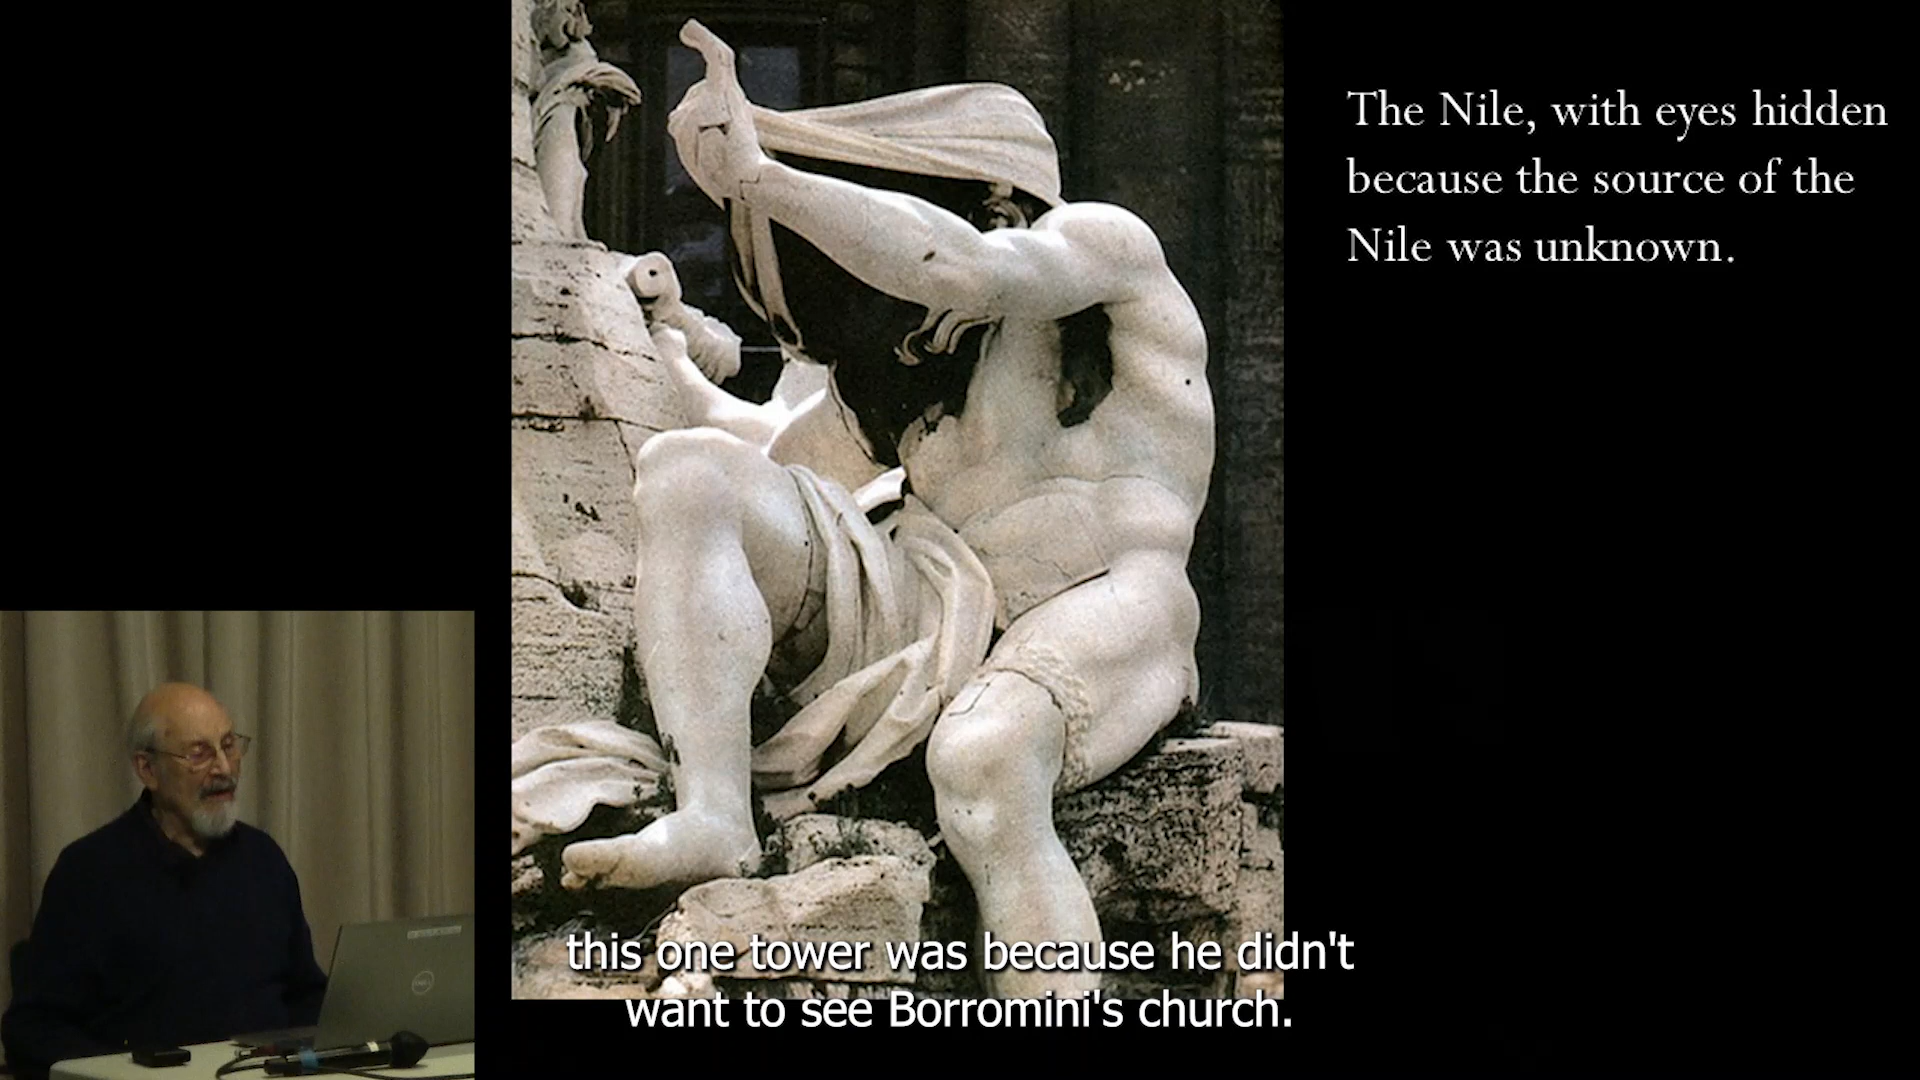 The Nile, with eyes hidden
because the source of the
Nile was unknown.
this one tower was because he didn't
want to see Borromini's church.